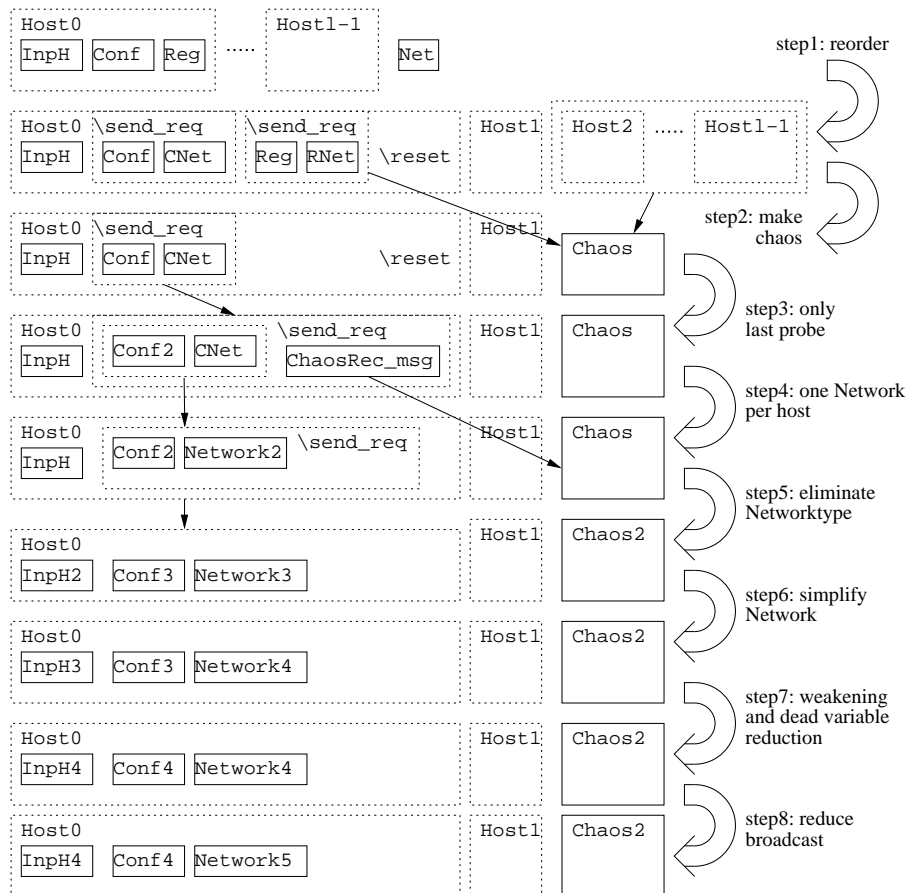 Host0 Hostl-1
InpH Conf Reg ..... Net
step1: reorder
Host0 \send_req \send_req Host1 Host2 ..... Hostl-1
InpH Conf CNet Reg RNet \reset
step2: make
chaos
Host0 \send_req Host1 Chaos
InpH Conf CNet \reset
step3: only
last probe
Host0 \send_req Host1 Chaos
InpH Conf2 CNet ChaosRec_msg
step4: one Network
per host
Host0 \send_req Host1 Chaos
InpH Conf2 Network2
step5: eliminate
Networktype
Host0 Host1 Chaos2
InpH2 Conf3 Network3
step6: simplify
Network
Host0 Host1 Chaos2
InpH3 Conf3 Network4
step7: weakening
and dead variable
reduction
Host0 Host1 Chaos2
InpH4 Conf4 Network4
step8: reduce
broadcast
Host0 Host1 Chaos2
InpH4 Conf4 Network5